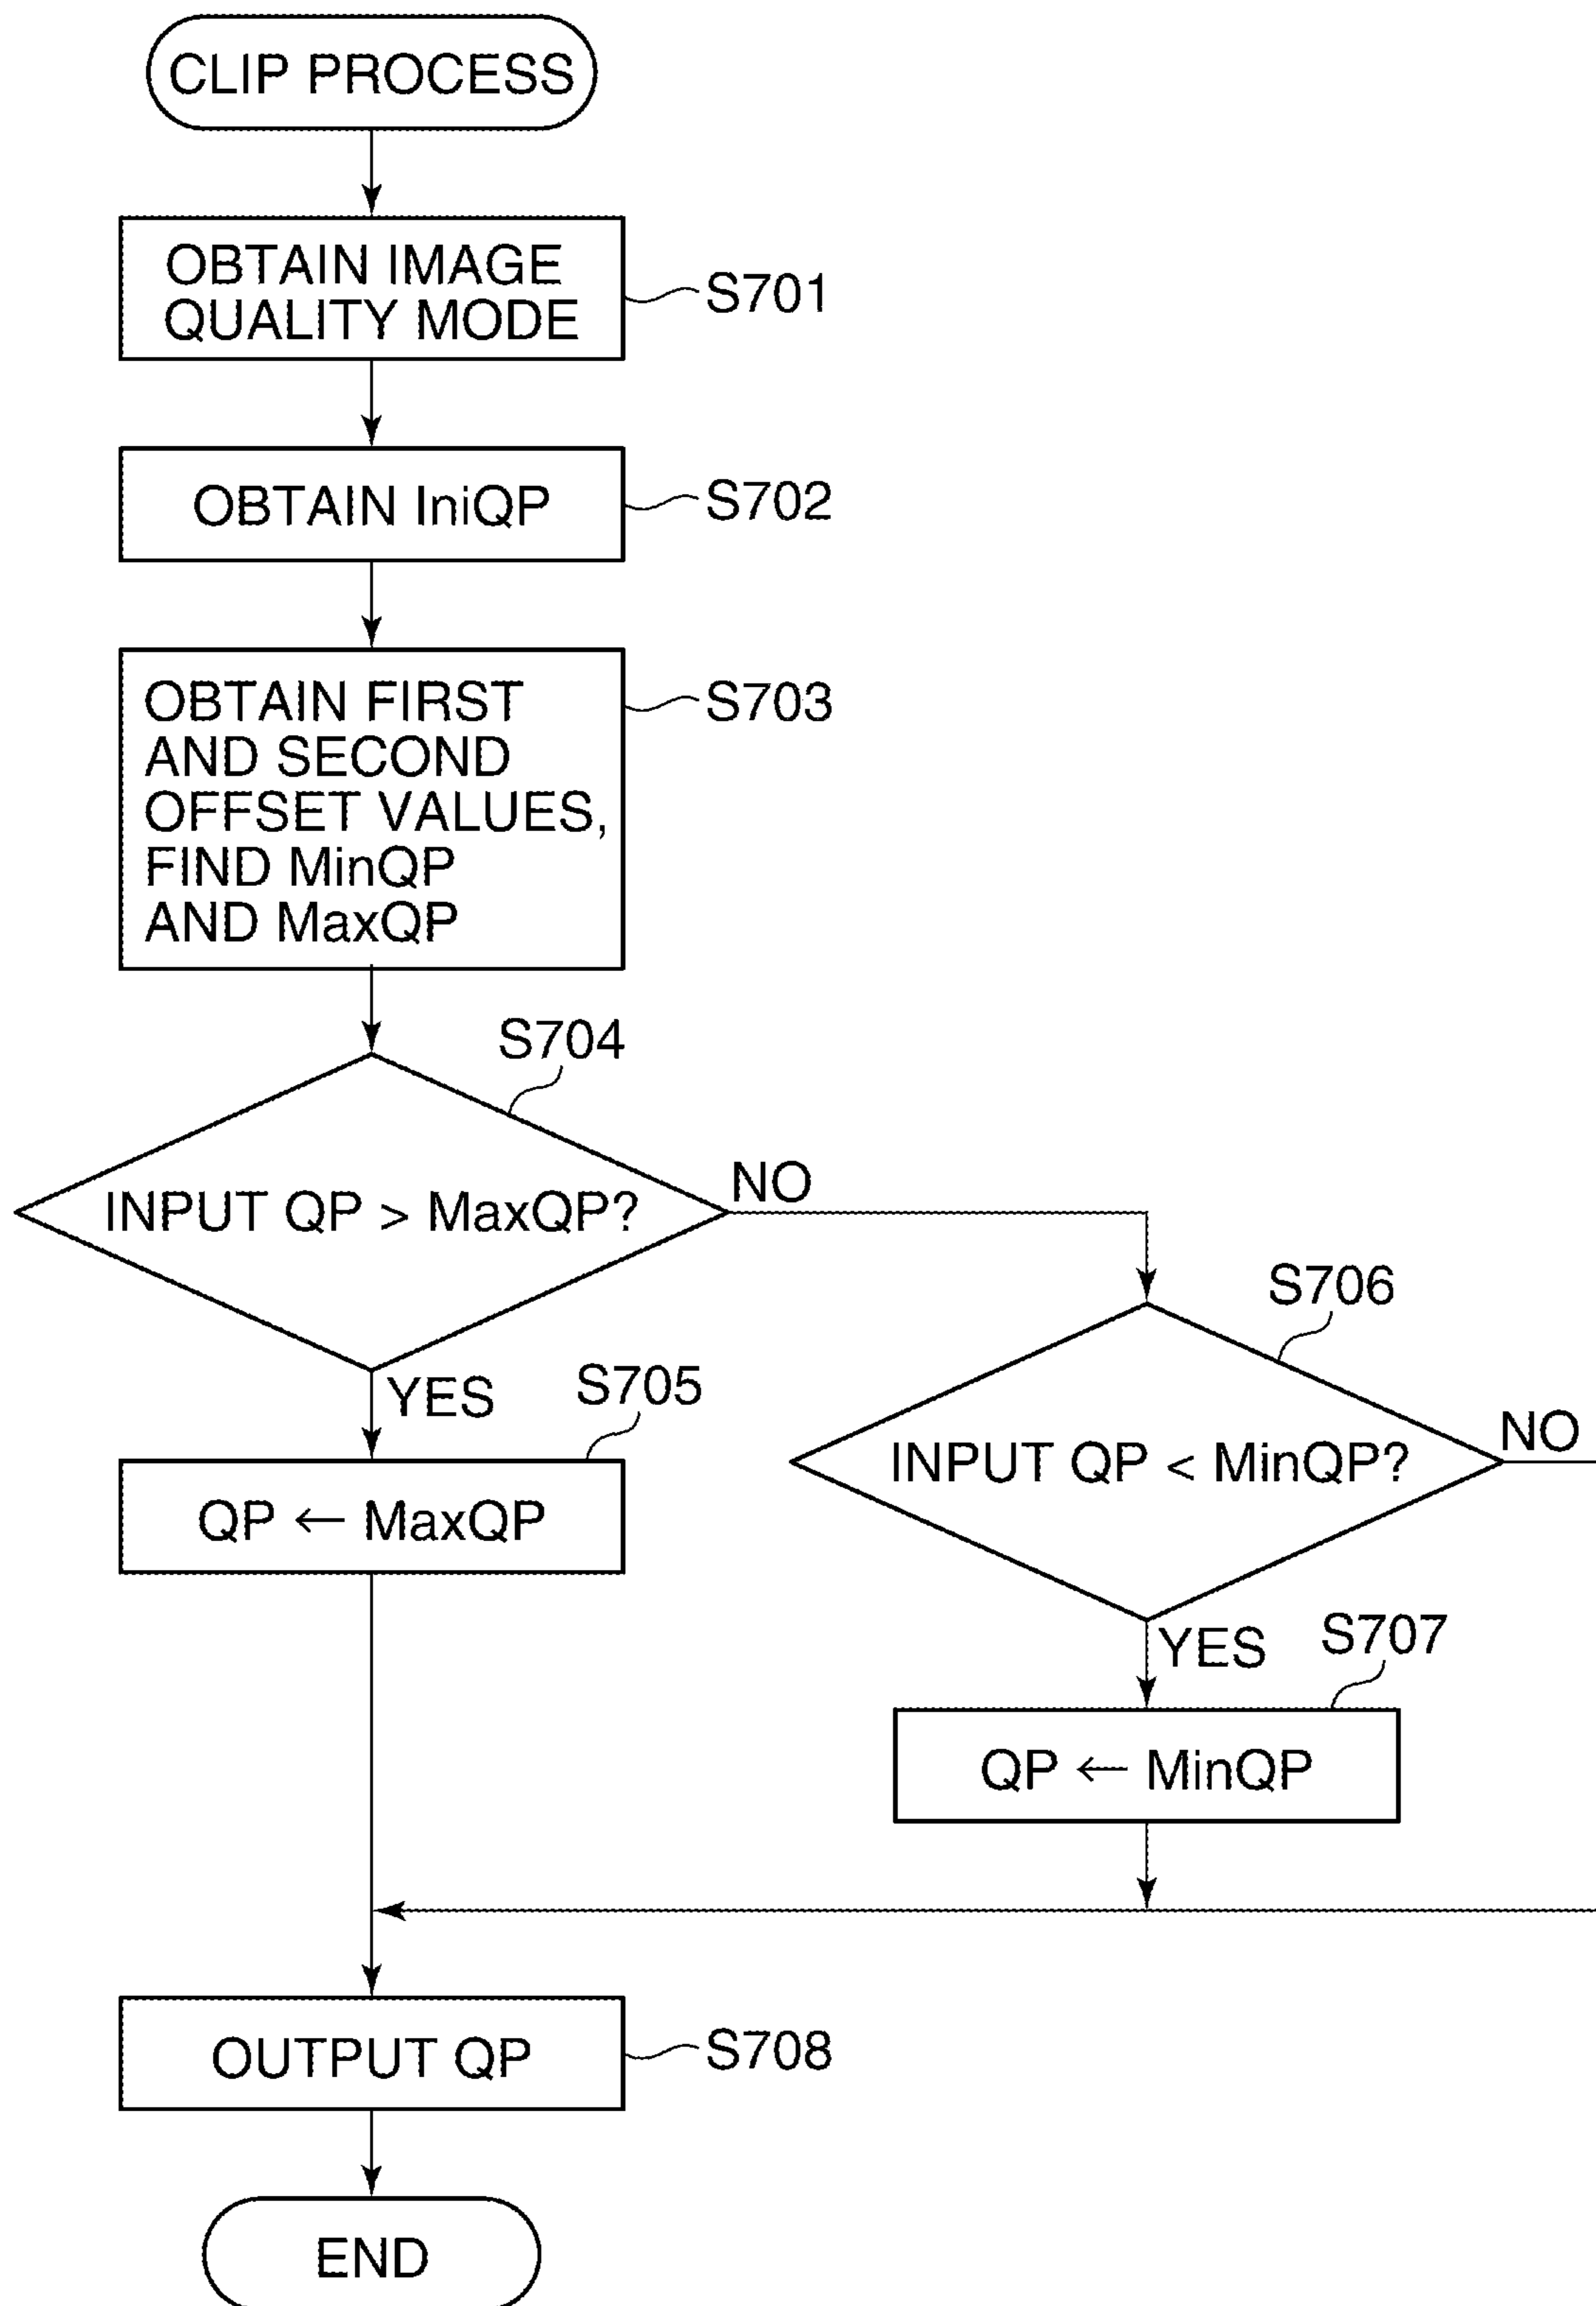 CLIP PROCESS
OBTAIN IMAGE
QUALITY MODE
S701
OBTAIN IniQP
S702
OBTAIN FIRST
AND SECOND
OFFSET VALUES,
FIND MinQP
AND MaxQP
S703
S704
INPUT QP > MaxQP?
NO
YES
S705
QP ← MaxQP
S706
INPUT QP < MinQP?
NO
YES
S707
QP ← MinQP
OUTPUT QP
S708
END